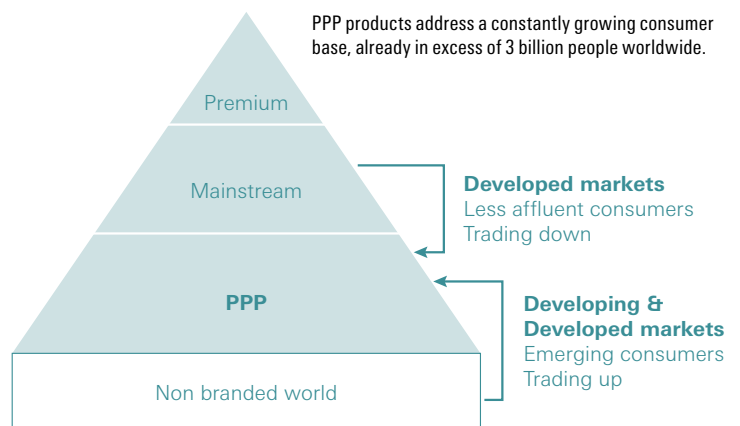 PPP products address a constantly growing consumer
base, already in excess of 3 billion people worldwide.
Premium
Mainstream
Developed markets
Less affluent consumers
Trading down
PPP
Developing &
Developed markets
Emerging consumers
Trading up
Non branded world